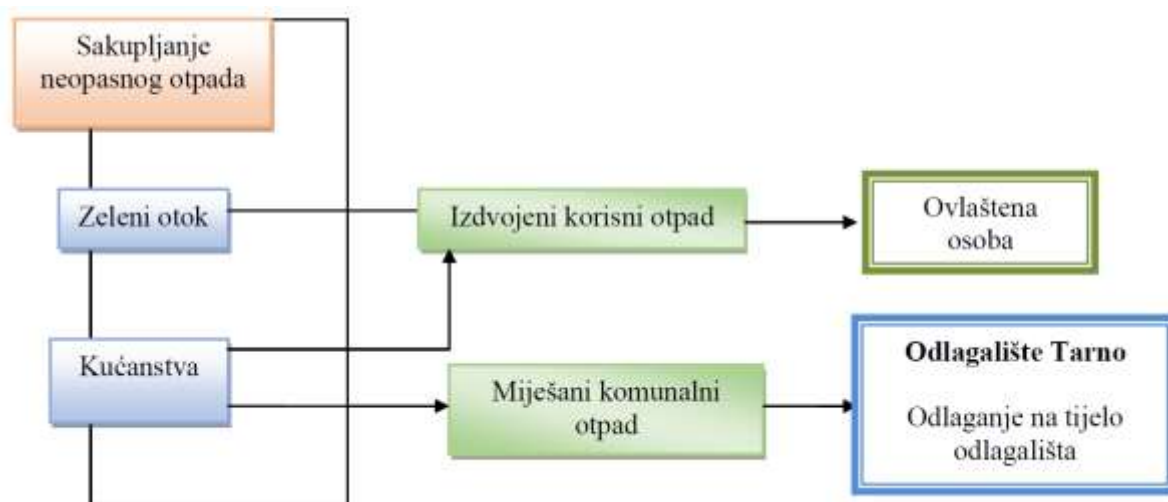 Sakupljanje
neopasnog otpada
Zeleni otok
Izdvojeni korisni otpad
Ovlaštena
osoba
Kućanstva
Miješani komunalni
otpad
Odlagalište Tarno
Odlaganje na tijelo
odlagališta